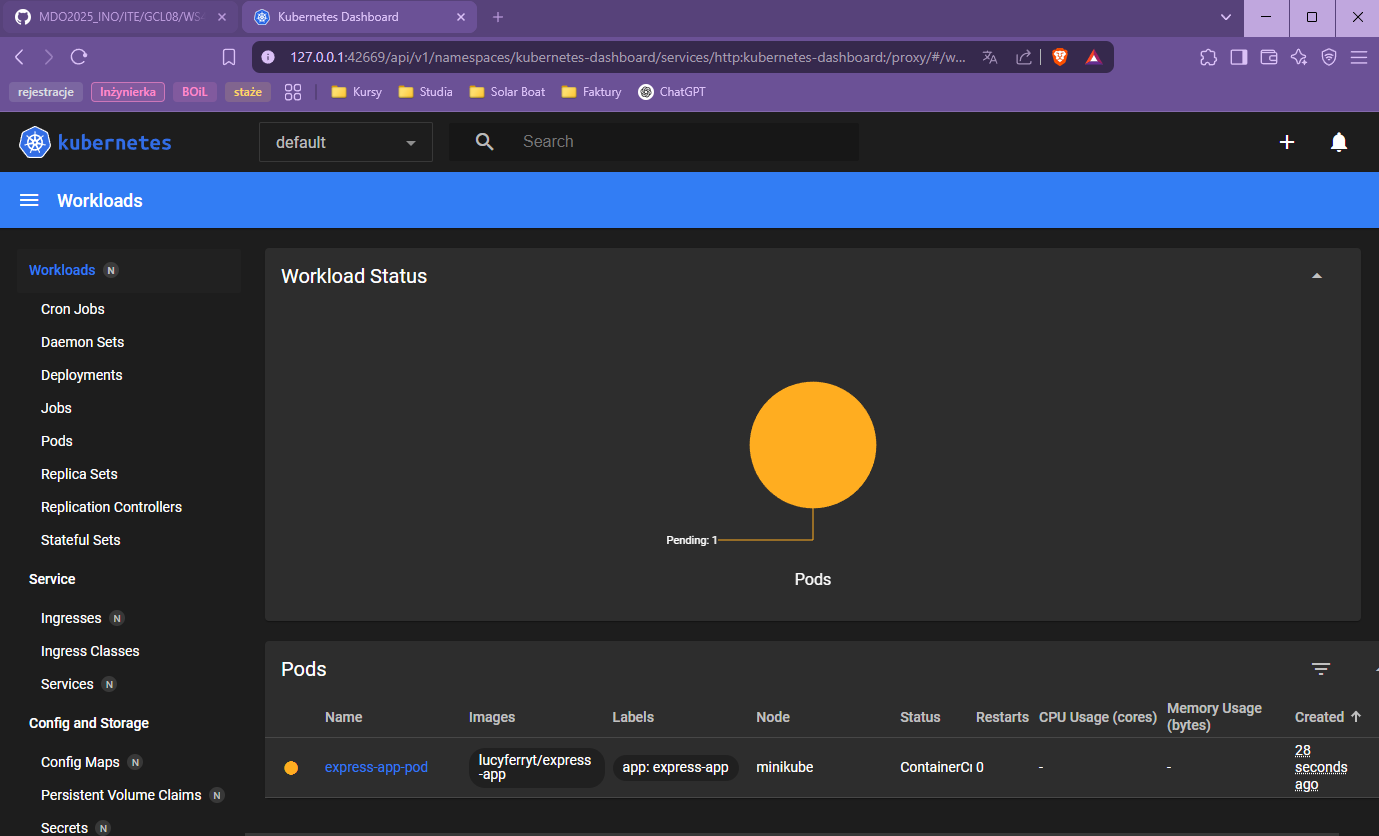 MDO2025_INO/ITE/GCL08/WS
Kubernetes Dashboard
127.0.0.1:42669/api/v1/namespaces/kubernetes-dashboard/services/http:kubernetes-dashboard:/proxy/#/w...
rejestracje
Inżynierka
BOiL
staże
Kursy
Studia
Solar Boat
Faktury
ChatGPT
kubernetes
default
Search
Workloads
Workloads N
Cron Jobs
Daemon Sets
Deployments
Jobs
Pods
Replica Sets
Replication Controllers
Stateful Sets
Service
Ingresses N
Ingress Classes
Services N
Config and Storage
Config Maps N
Persistent Volume Claims N
Secrets N
Workload Status
Pending: 1
Pods
Pods
Name
Images
Labels
Node
Status
Restarts
CPU Usage (cores)
Memory Usage
(bytes)
Created
express-app-pod
lucyferryt/express
-app
app: express-app
minikube
ContainerCr
0
-
-
28
seconds
ago